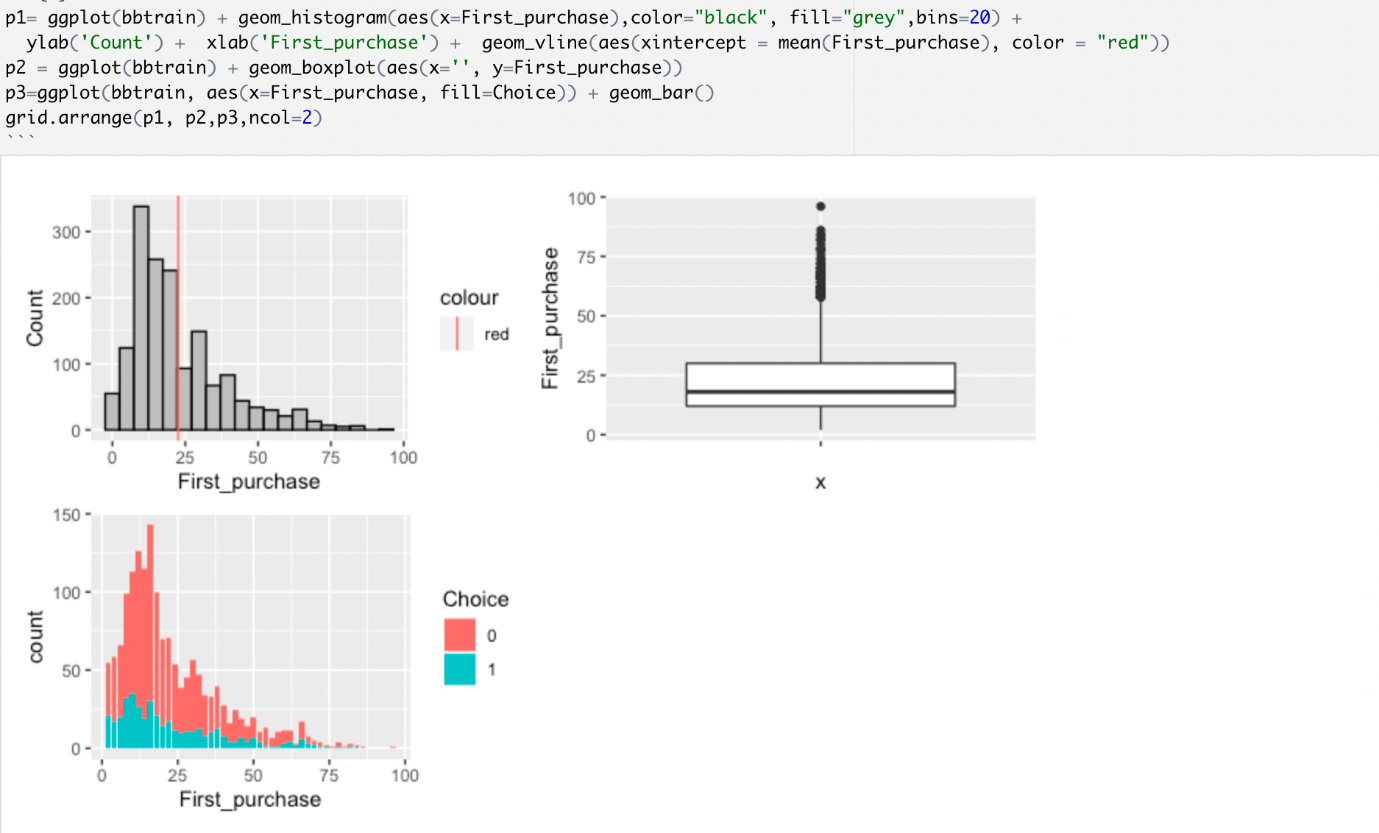 p1= ggplot(bbtrain) + geom_histogram(aes(x=First_purchase),color="black", fill="grey",bins=20) +
ylab('Count') + xlab('First_purchase') + geom_vline(aes(xintercept = mean(First_purchase), color = "red"))
p2 = ggplot(bbtrain) + geom_boxplot(aes(x='', y=First_purchase))
p3=ggplot(bbtrain, aes(x=First_purchase, fill=Choice)) + geom_bar()
grid.arrange(p1, p2,p3,ncol=2)
```
300
200
100
0
Count
0 25 50 75 100
First_purchase
colour
red
100
75
50
25
0
First_purchase
x
150
100
50
0
count
0 25 50 75 100
First_purchase
Choice
0
1